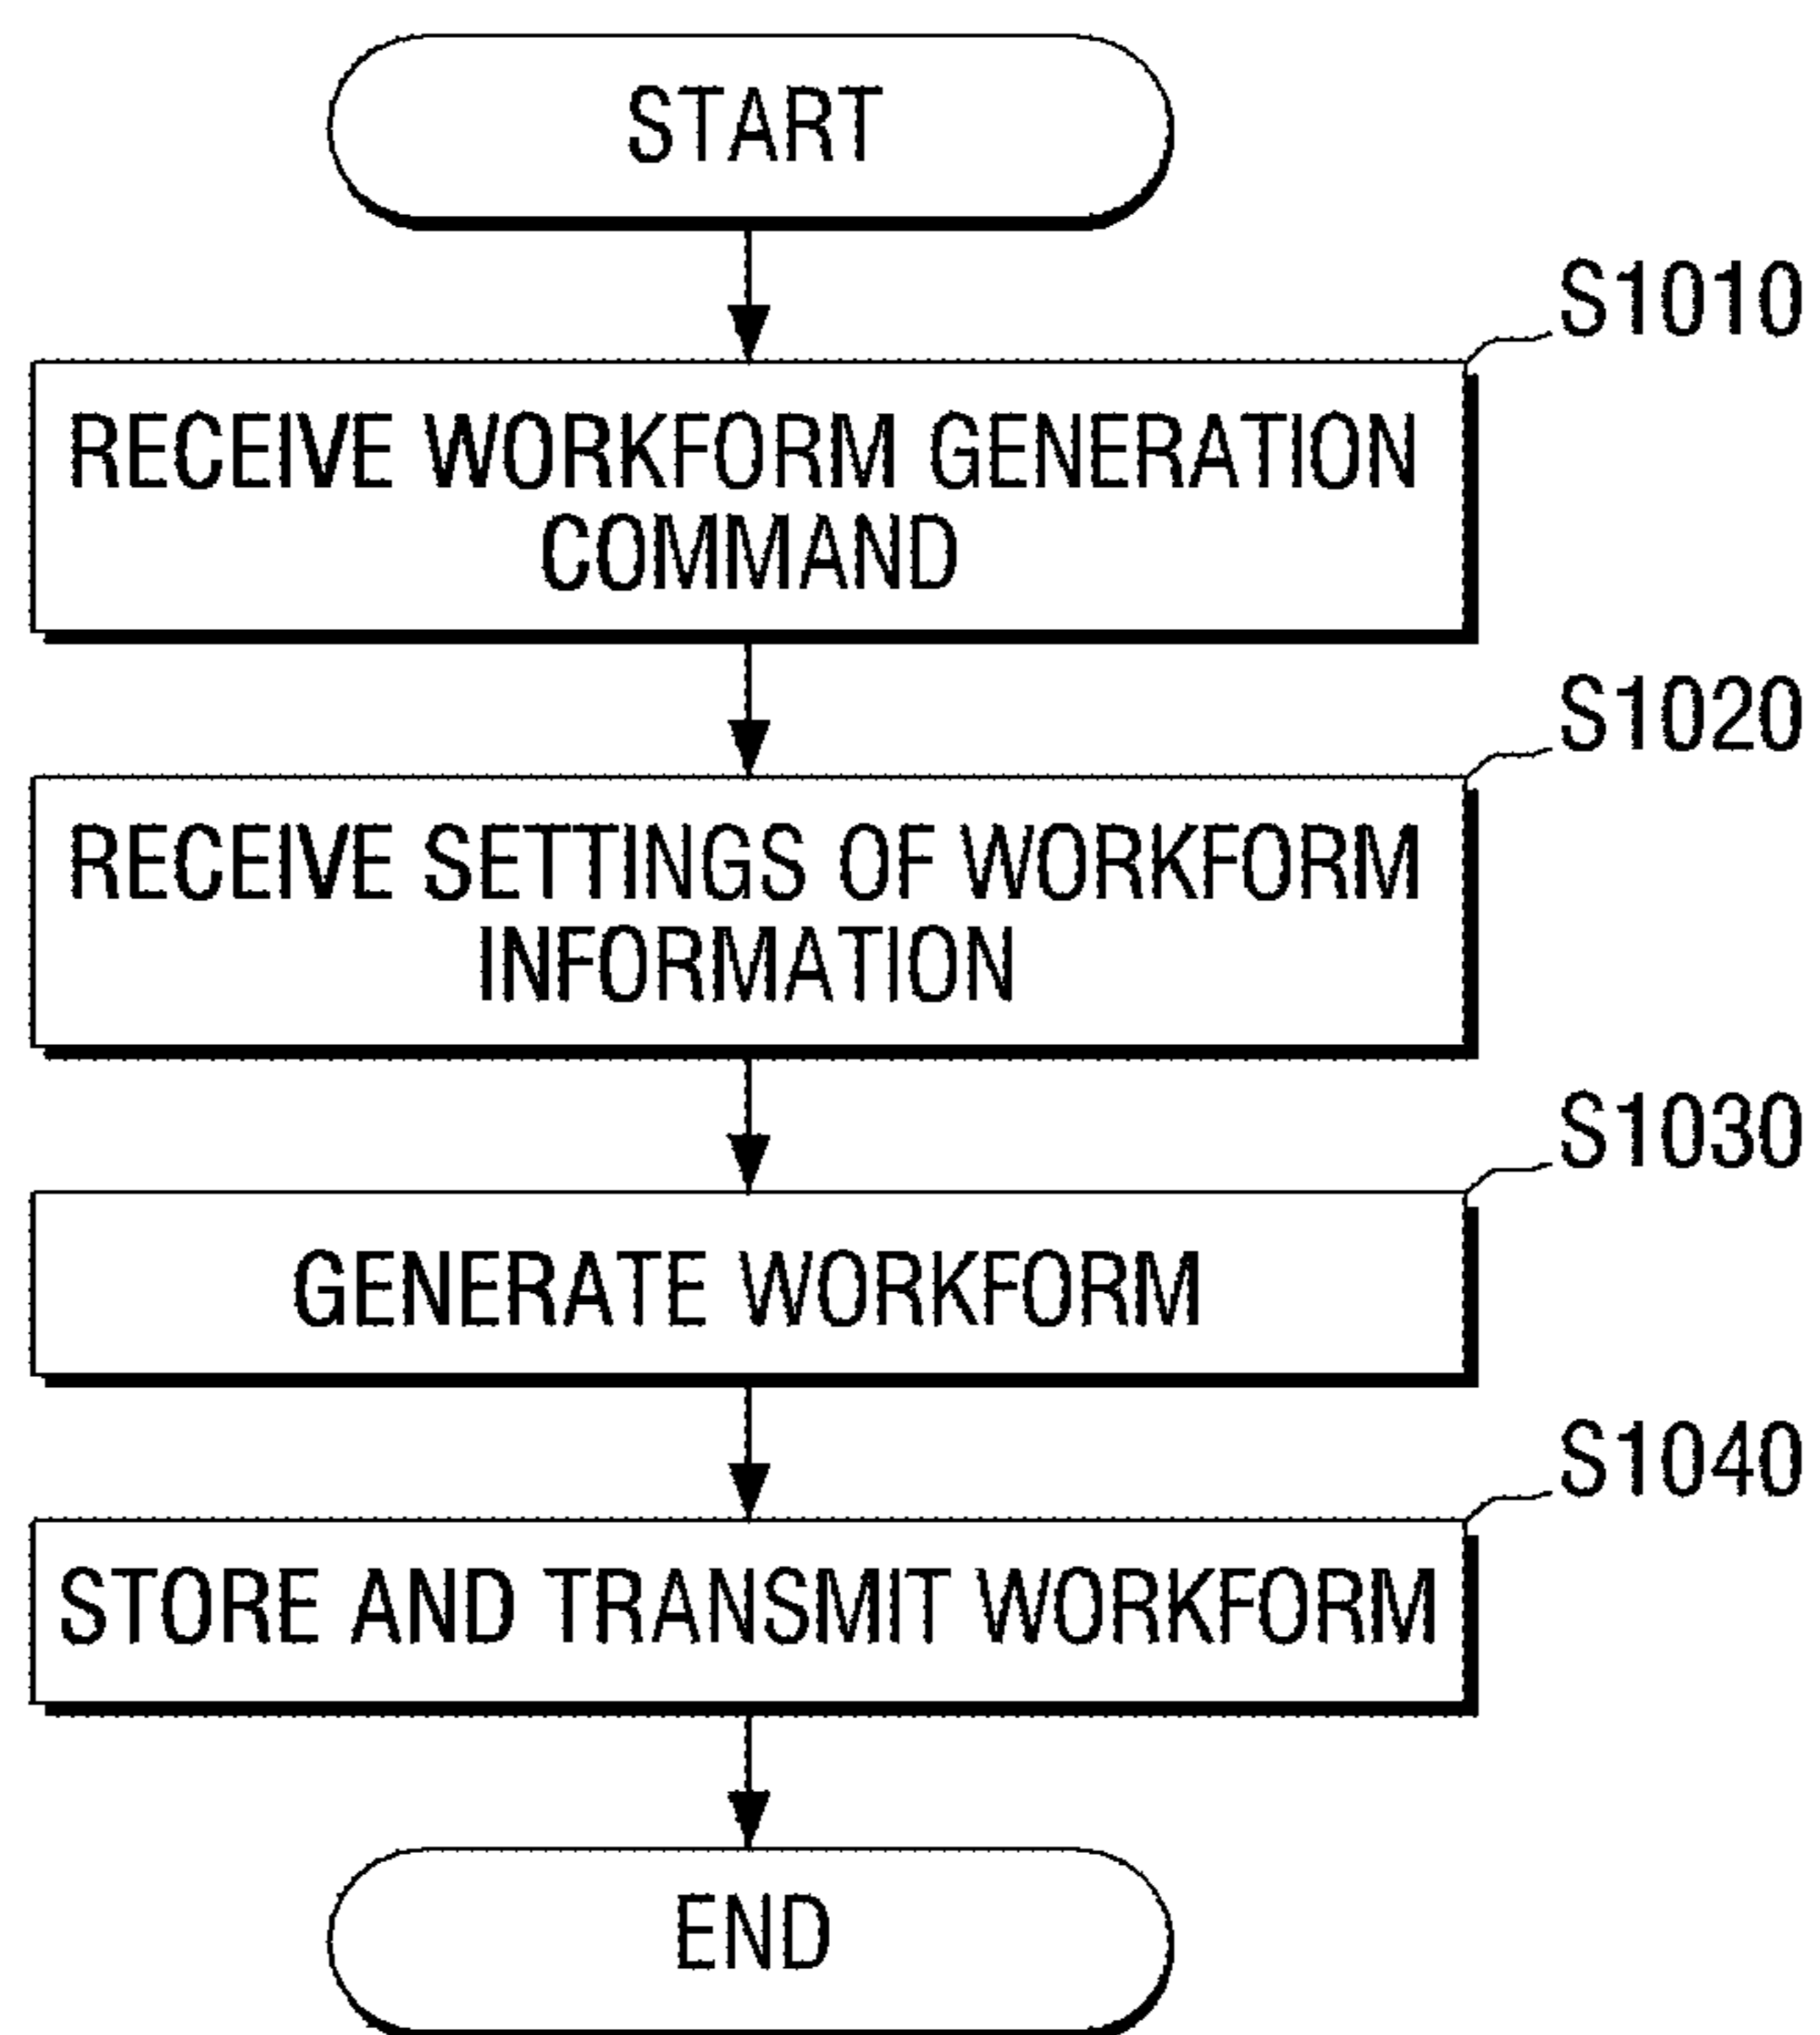 START
S1010
RECEIVE WORKFORM GENERATION
COMMAND
S1020
RECEIVE SETTINGS OF WORKFORM
INFORMATION
S1030
GENERATE WORKFORM
S1040
STORE AND TRANSMIT WORKFORM
END